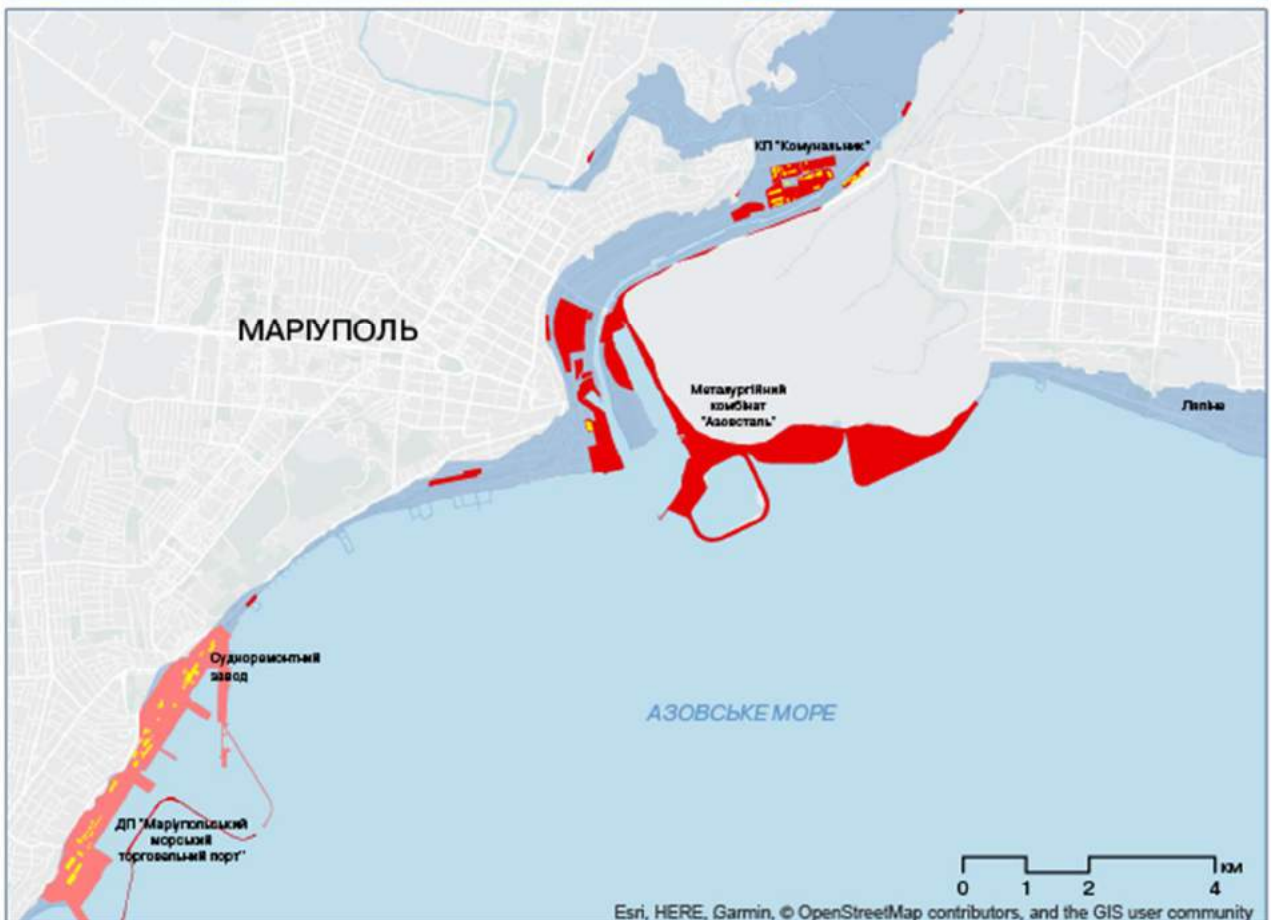 КП "Комунальник"
МАРІУПОЛЬ
Металургійний
комбінат
"Азовсталь"
Ляпіне
Судноремонтний
завод
АЗОВСЬКЕ МОРЕ
ДП "Маріупольський
морський
торговельний порт"
КМ
0 1 2 4
Esri, HERE, Garmin, © OpenStreetMap contributors, and the GIS user community